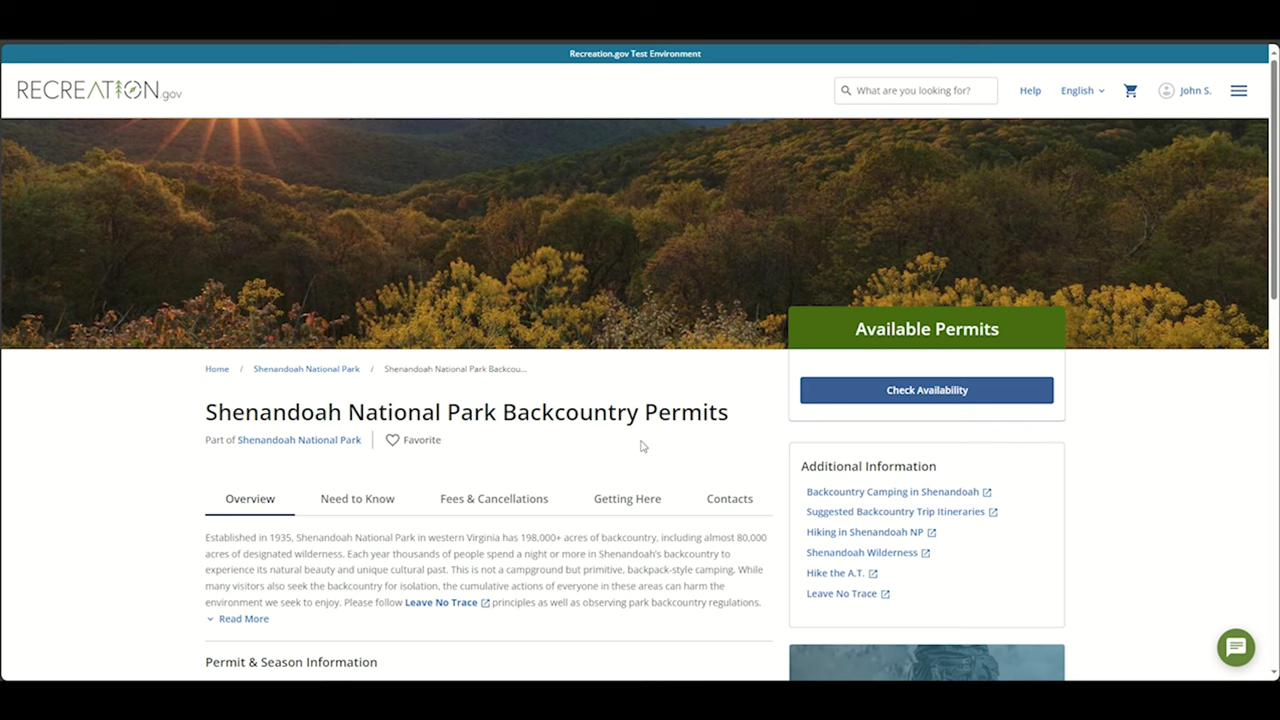 Recreation.gov Test Environment
RECREATION.gov
What are you looking for?
Help
English
John S.
Available Permits
Check Availability
Home / Shenandoah National Park / Shenandoah National Park Backcou...
Shenandoah National Park Backcountry Permits
Part of Shenandoah National Park
Favorite
Overview
Need to Know
Fees & Cancellations
Getting Here
Contacts
Established in 1935, Shenandoah National Park in western Virginia has 198,000+ acres of backcountry, including almost 80,000
acres of designated wilderness. Each year thousands of people spend a night or more in Shenandoah's backcountry to
experience its natural beauty and unique cultural past. This is not a campground but primitive, backpack-style camping. While
many visitors also seek the backcountry for isolation, the cumulative actions of everyone in these areas can harm the
environment we seek to enjoy. Please follow Leave No Trace principles as well as observing park backcountry regulations.
Read More
Permit & Season Information
Additional Information
Backcountry Camping in Shenandoah
Suggested Backcountry Trip Itineraries
Hiking in Shenandoah NP
Shenandoah Wilderness
Hike the A.T.
Leave No Trace